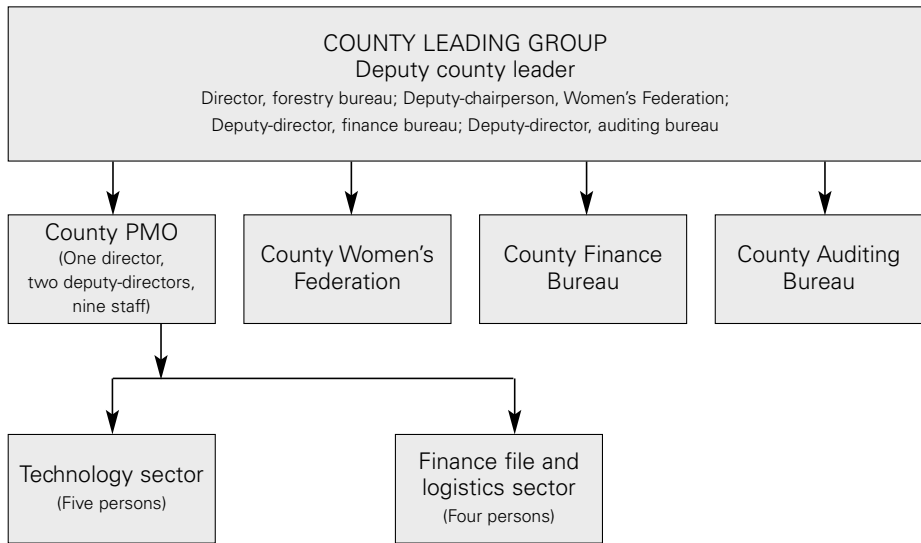 COUNTY LEADING GROUP
Deputy county leader
Director, forestry bureau; Deputy-chairperson, Women's Federation;
Deputy-director, finance bureau; Deputy-director, auditing bureau
County PMO
(One director,
two deputy-directors,
nine staff)
County Women's
Federation
County Finance
Bureau
County Auditing
Bureau
Technology sector
(Five persons)
Finance file and
logistics sector
(Four persons)